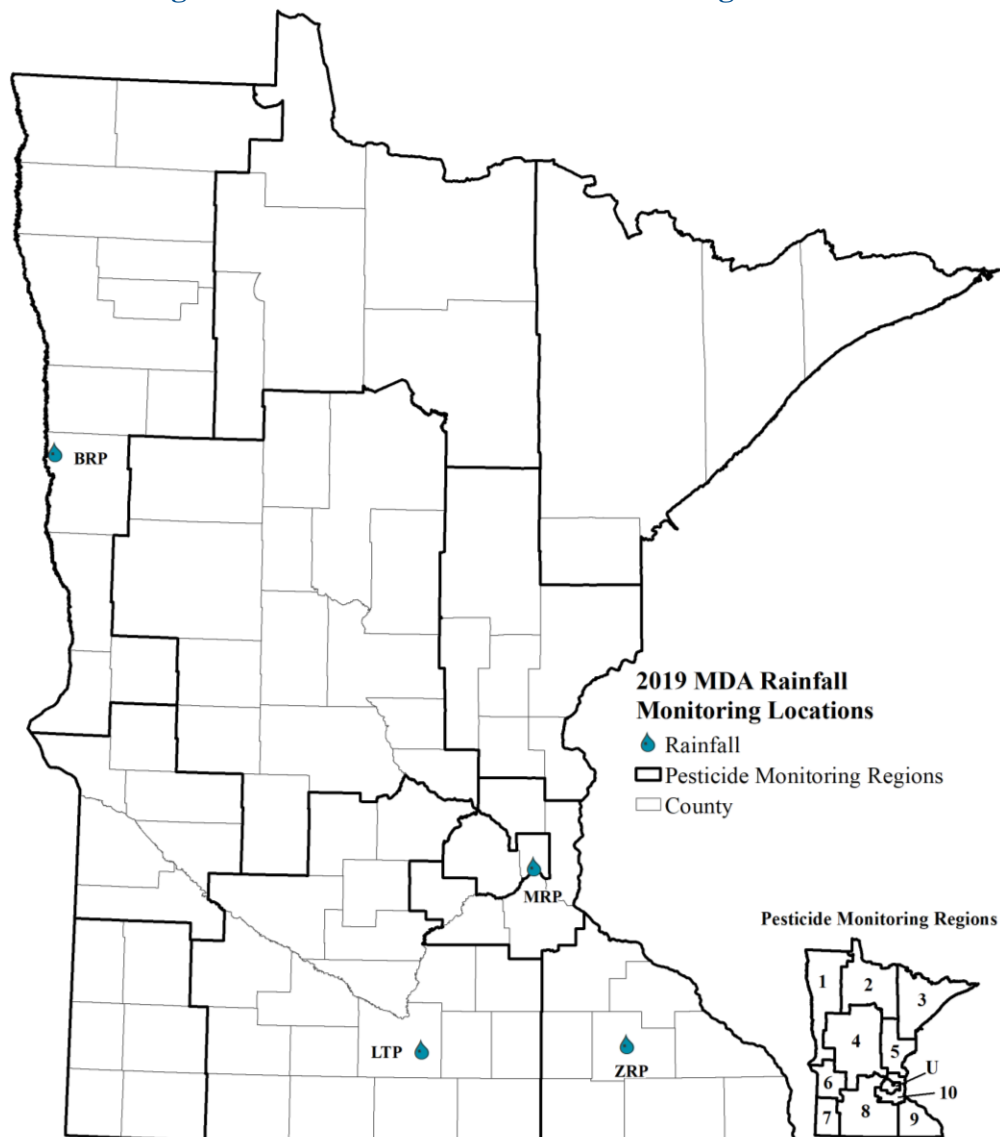 BRP
2019 MDA Rainfall
Monitoring Locations
Rainfall
Pesticide Monitoring Regions
County
MRP
LTP
ZRP
Pesticide Monitoring Regions
1
2
3
4
5
U
6
10
7
8
9